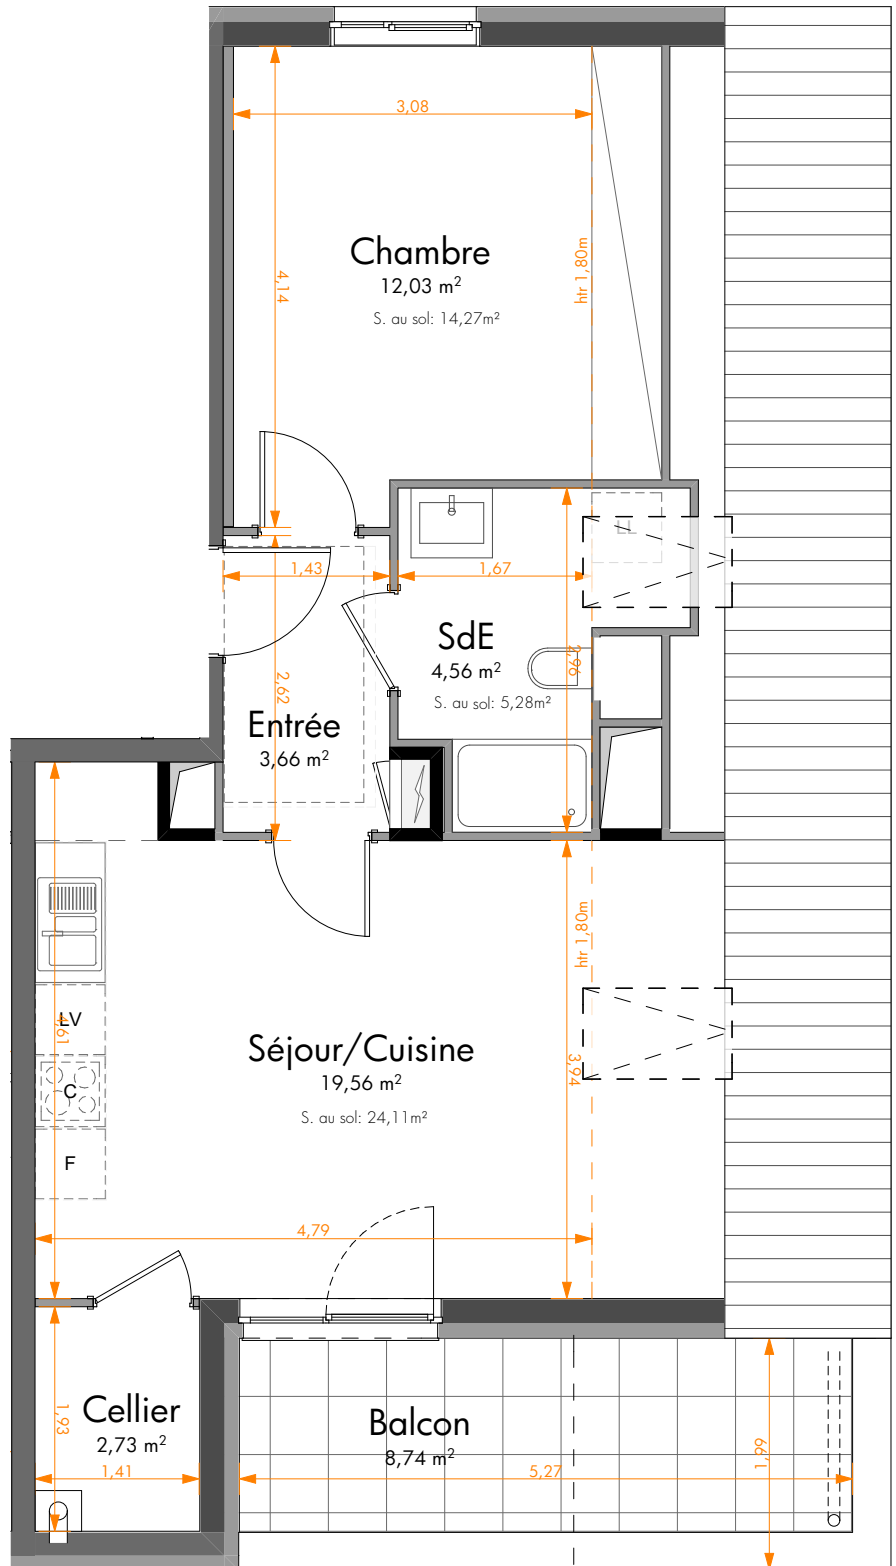 3,08
Chambre
12,03 m²
S. au sol: 14,27m²
4,14
htr 1,80m
1,43
1,67
SdE
4,56 m²
S. au sol: 5,28m²
2,96
2,62
Entrée
3,66 m²
htr 1,80m
LV
4,61
C
F
Séjour/Cuisine
19,56 m²
S. au sol: 24,11m²
3,94
4,79
Cellier
2,73 m²
1,93
1,41
Balcon
8,74 m²
5,27
1,99